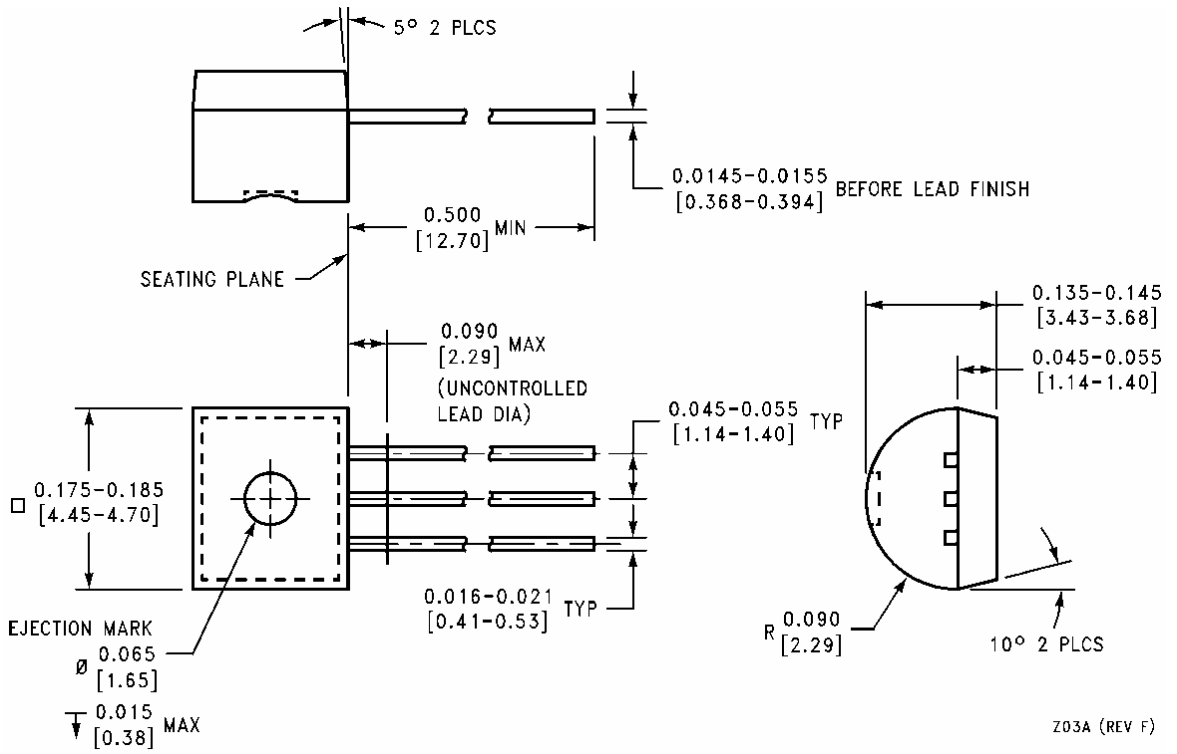 5° 2 PLCS
0.0145-0.0155
[0.368-0.394]
BEFORE LEAD FINISH
0.500
[12.70]
MIN
SEATING PLANE
0.090
[2.29]
MAX
(UNCONTROLLED
LEAD DIA)
0.135-0.145
[3.43-3.68]
0.045-0.055
[1.14-1.40]
0.045-0.055
[1.14-1.40]
TYP
□ 0.175-0.185
[4.45-4.70]
0.016-0.021
[0.41-0.53]
TYP
EJECTION MARK
Ø 0.065
[1.65]
↧ 0.015
[0.38]
MAX
R 0.090
[2.29]
10° 2 PLCS
Z03A (REV F)